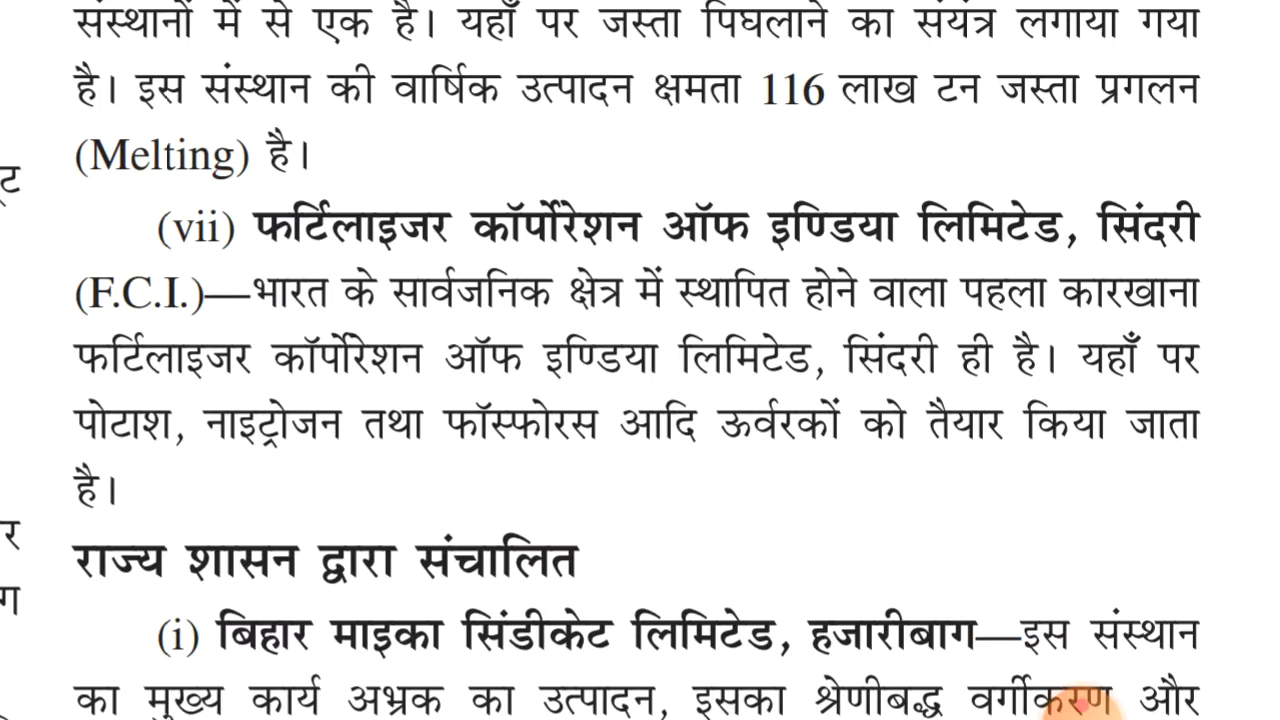 संस्थानों में से एक है। यहाँ पर जस्ता पिघलाने का संयंत्र लगाया गया
है। इस संस्थान की वार्षिक उत्पादन क्षमता 116 लाख टन जस्ता प्रगलन
(Melting) है।
(vii) फर्टिलाइजर कॉर्पोरेशन ऑफ इण्डिया लिमिटेड, सिंदरी
(F.C.I.)—भारत के सार्वजनिक क्षेत्र में स्थापित होने वाला पहला कारखाना
फर्टिलाइजर कॉर्पोरेशन ऑफ इण्डिया लिमिटेड, सिंदरी ही है। यहाँ पर
पोटाश, नाइट्रोजन तथा फॉस्फोरस आदि ऊर्वरकों को तैयार किया जाता
है।
राज्य शासन द्वारा संचालित
(i) बिहार माइका सिंडीकेट लिमिटेड, हजारीबाग—इस संस्थान
का मुख्य कार्य अभ्रक का उत्पादन, इसका श्रेणीबद्ध वर्गीकरण और